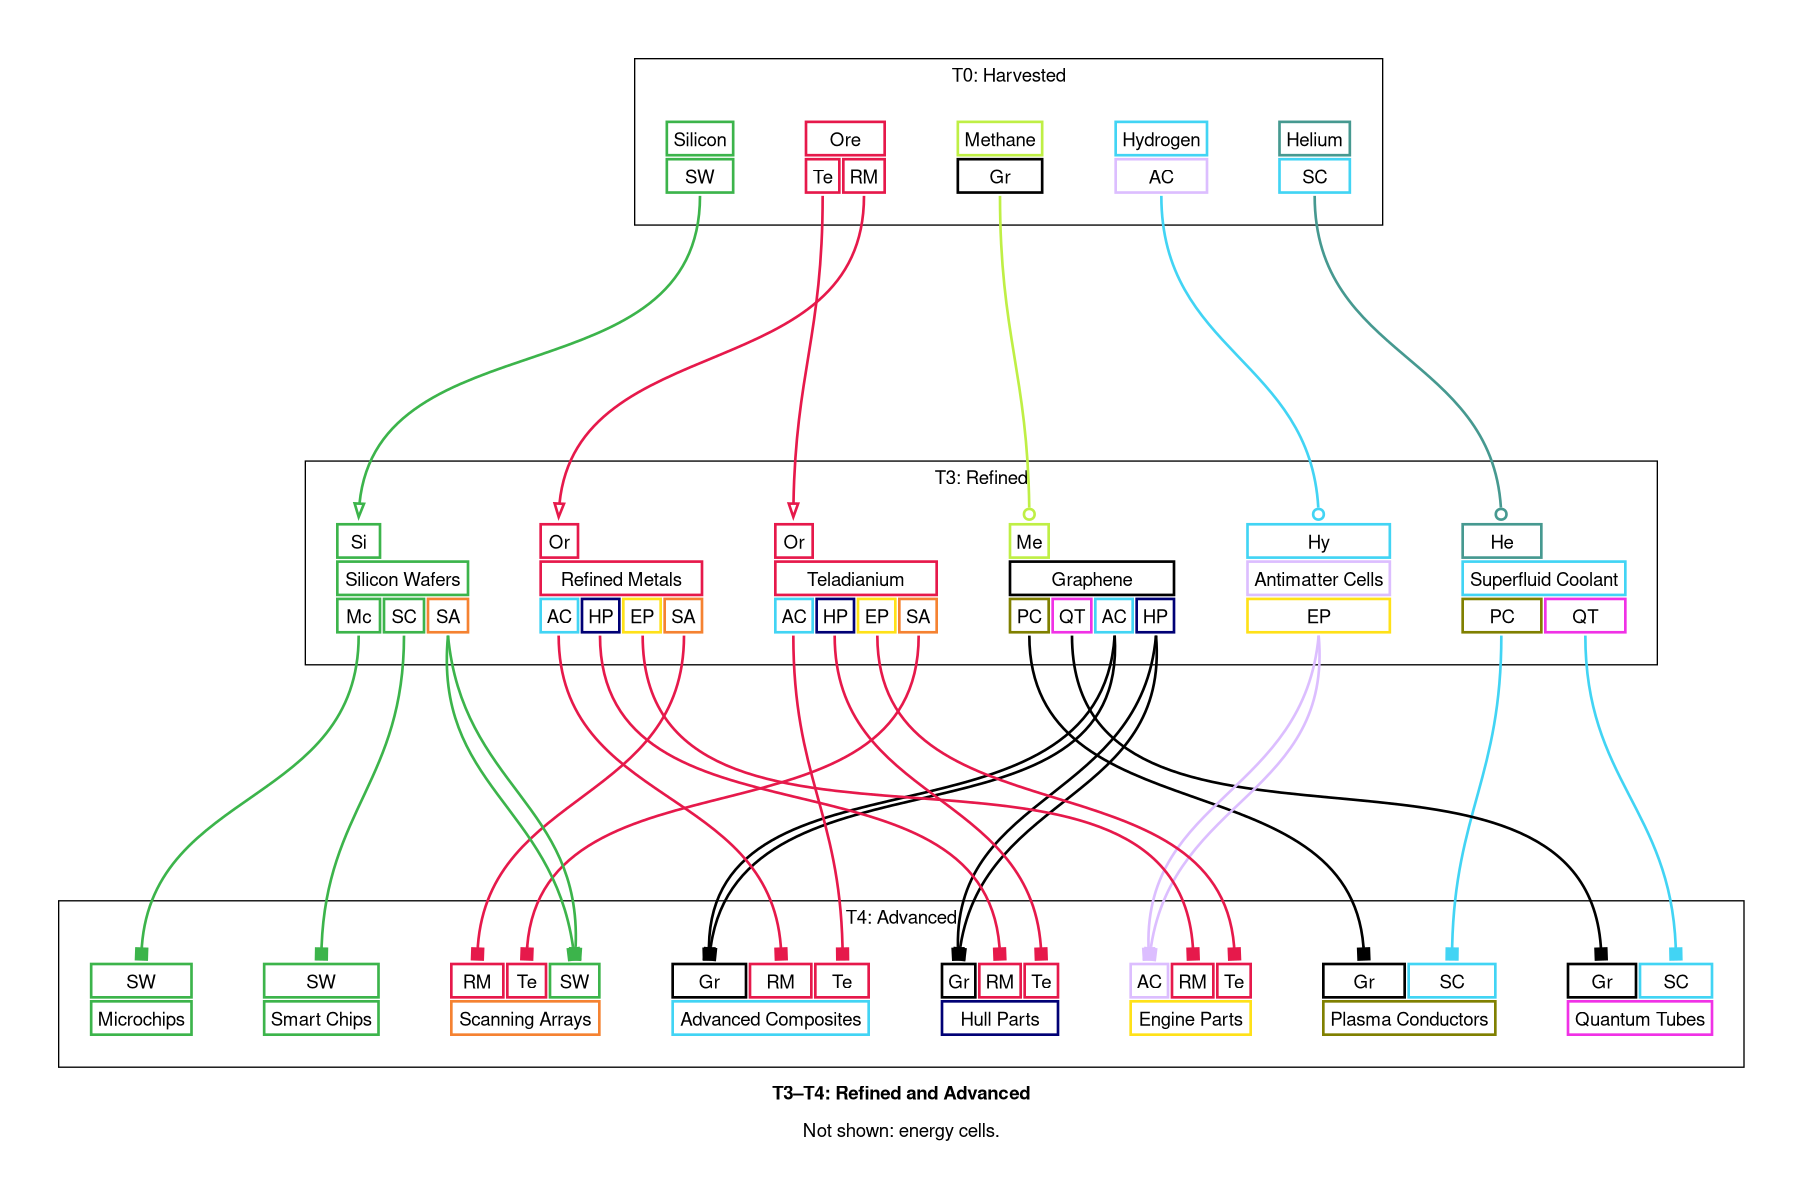 T0: Harvested
Silicon Ore Methane Hydrogen Helium
SW Te RM Gr AC SC
T3: Refined
Si Or Or Me Hy He
Silicon Wafers Refined Metals Teladianium Graphene Antimatter Cells Superfluid Coolant
Mc SC SA AC HP EP SA AC HP EP SA PC QT AC HP EP PC QT
T4: Advanced
SW SW RM Te SW Gr RM Te Gr RM Te AC RM Te Gr SC Gr SC
Microchips Smart Chips Scanning Arrays Advanced Composites Hull Parts Engine Parts Plasma Conductors Quantum Tubes
T3–T4: Refined and Advanced
Not shown: energy cells.